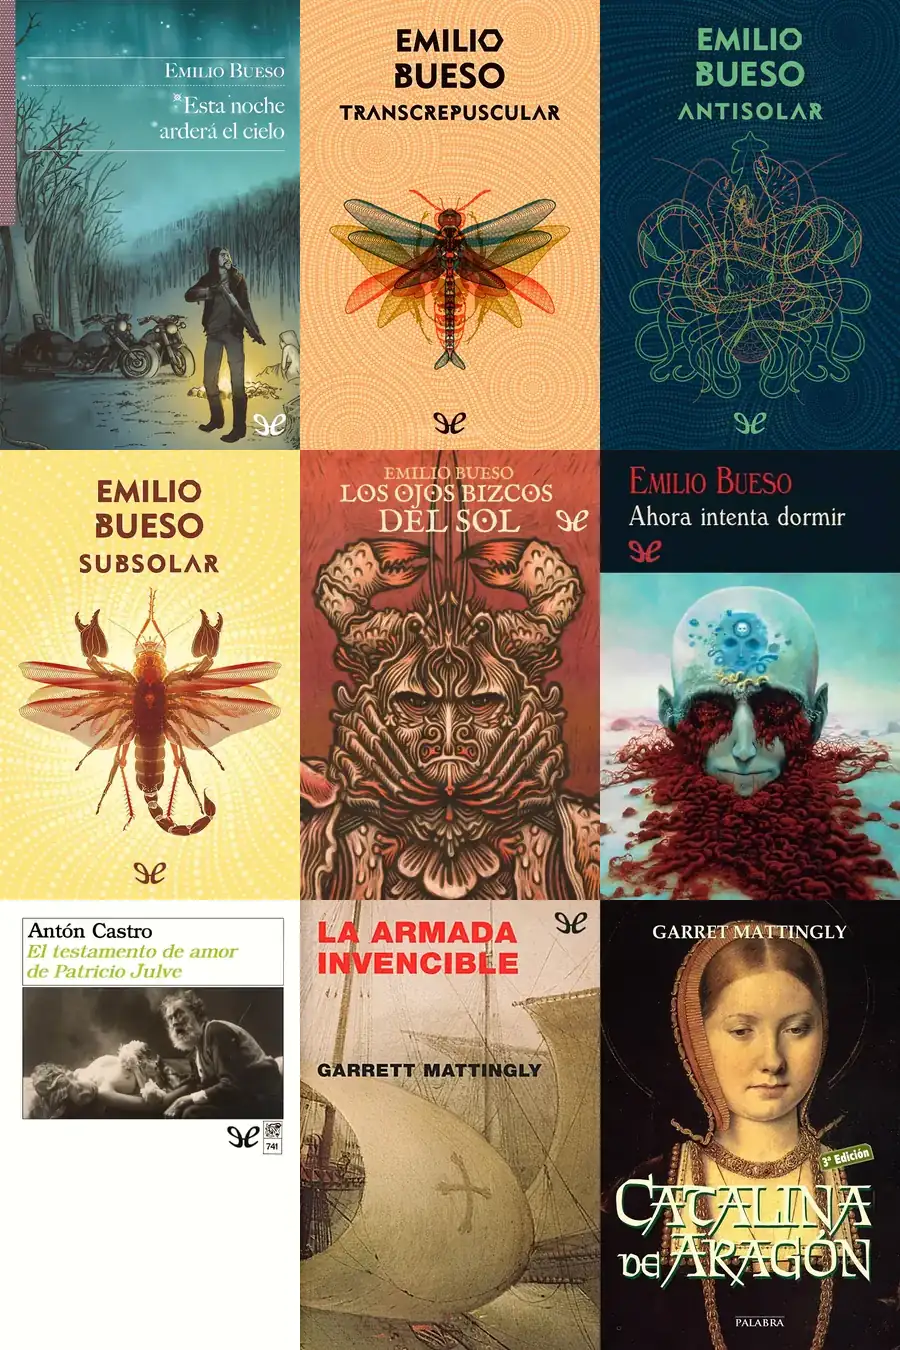 EMILIO BUESO
Esta noche
arderá el cielo
EMILIO
BUESO
TRANSCREPUSCULAR
EMILIO
BUESO
ANTISOLAR
EMILIO
BUESO
SUBSOLAR
EMILIO BUESO
LOS OJOS BIZCOS
DEL SOL
EMILIO BUESO
Ahora intenta dormir
Antón Castro
El testamento de amor
de Patricio Julve
741
LA ARMADA
INVENCIBLE
GARRETT MATTINGLY
GARRET MATTINGLY
3ª Edición
CATALINA
DE ARAGÓN
PALABRA